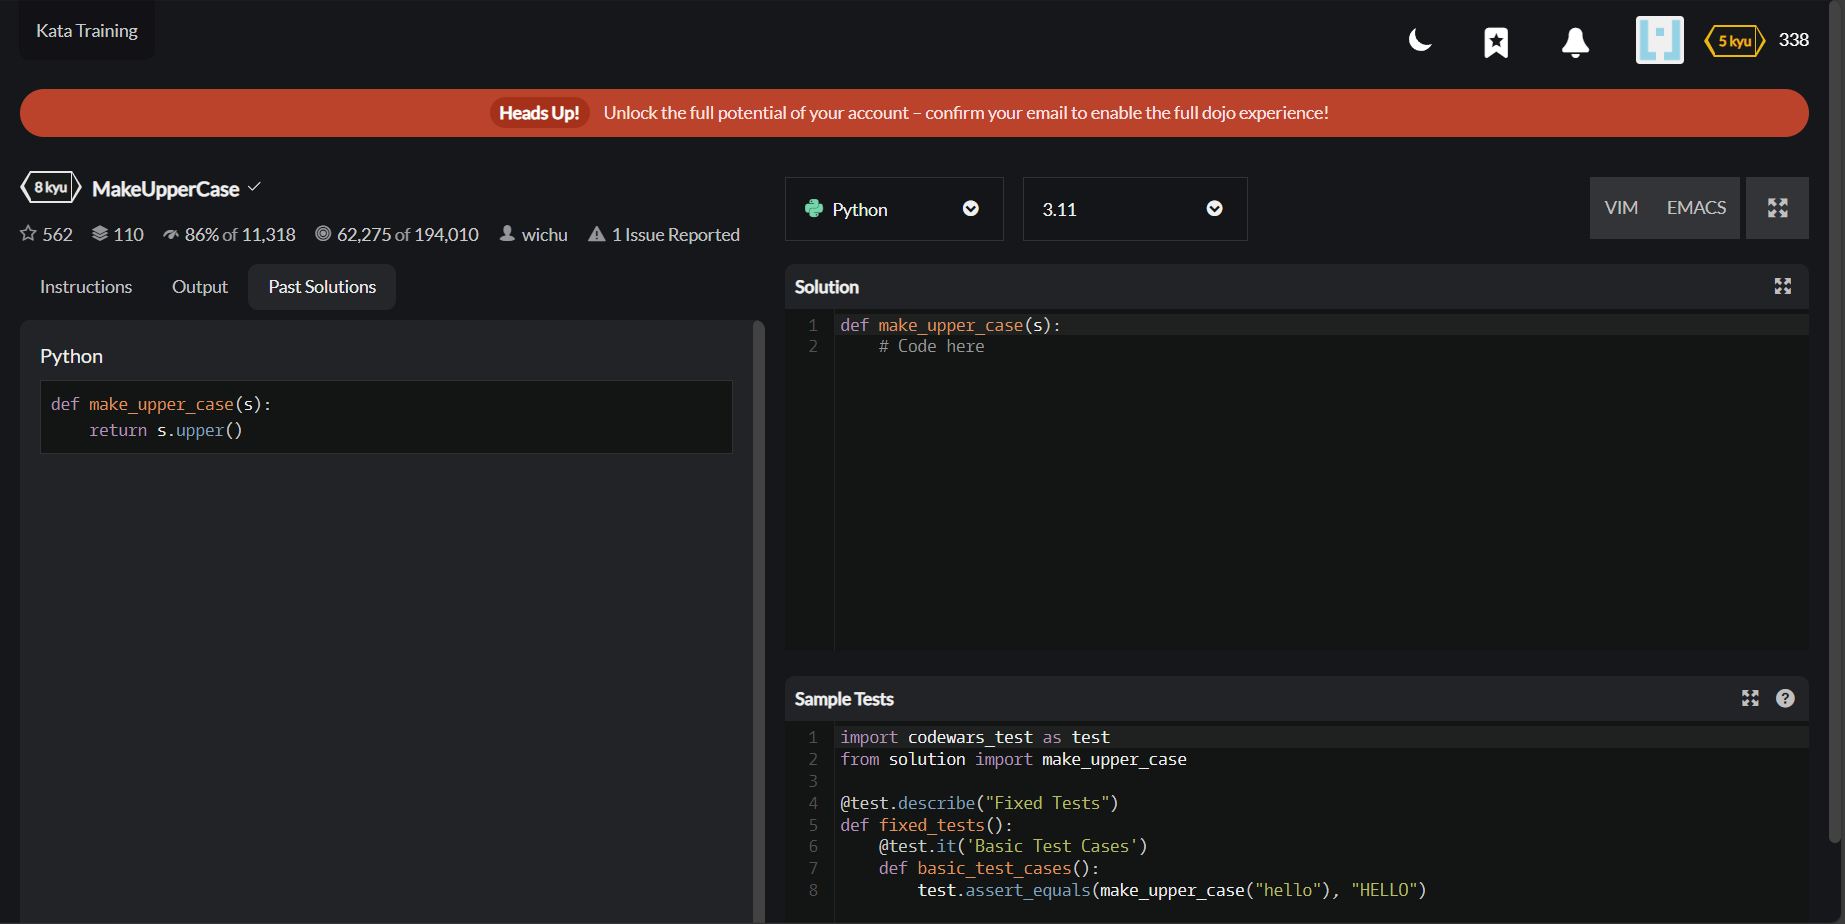 Kata Training
5 kyu 338
Heads Up! Unlock the full potential of your account – confirm your email to enable the full dojo experience!
8 kyu MakeUpperCase
562 110 86% of 11,318 62,275 of 194,010 wichu 1 Issue Reported
Instructions Output Past Solutions
Python
def make_upper_case(s):
    return s.upper()
Python 3.11 VIM EMACS
Solution
1 def make_upper_case(s):
2     # Code here
Sample Tests ?
1 import codewars_test as test
2 from solution import make_upper_case
3
4 @test.describe("Fixed Tests")
5 def fixed_tests():
6     @test.it('Basic Test Cases')
7     def basic_test_cases():
8         test.assert_equals(make_upper_case("hello"), "HELLO")